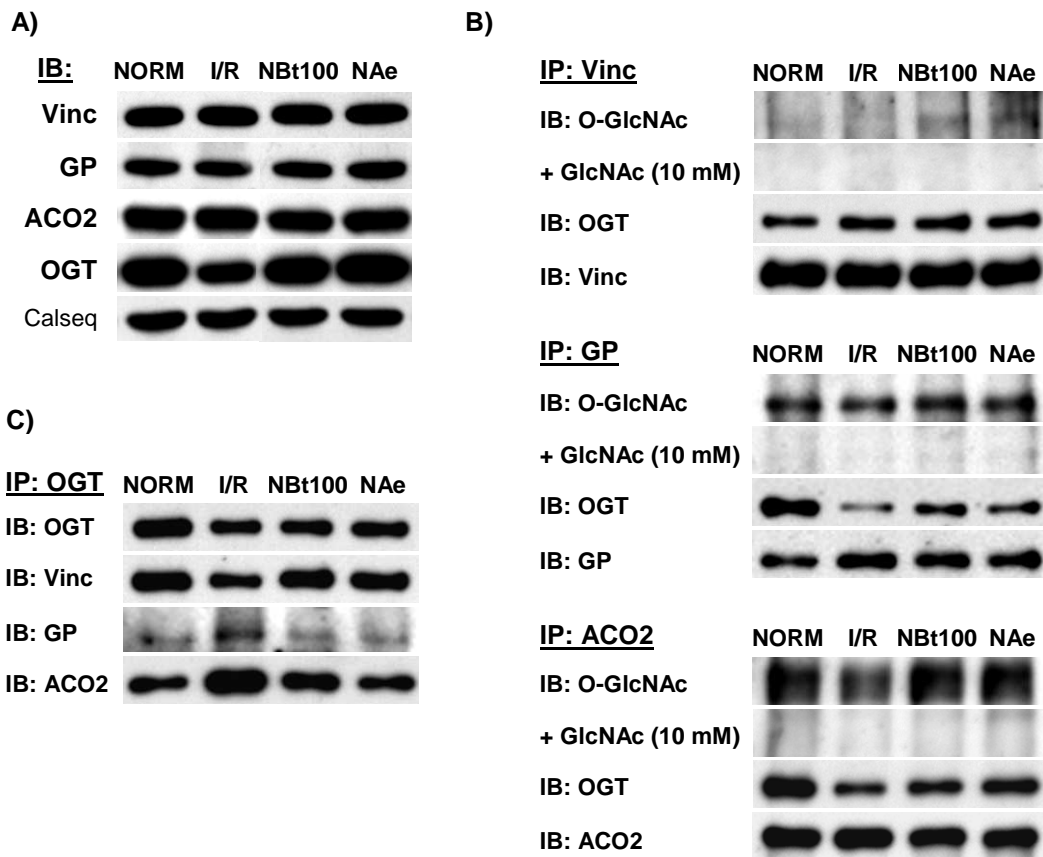 A)
IB: NORM I/R NBt100 NAe
Vinc
GP
ACO2
OGT
Calseq
B)
IP: Vinc NORM I/R NBt100 NAe
IB: O-GlcNAc
+ GlcNAc (10 mM)
IB: OGT
IB: Vinc
IP: GP NORM I/R NBt100 NAe
IB: O-GlcNAc
+ GlcNAc (10 mM)
IB: OGT
IB: GP
IP: ACO2 NORM I/R NBt100 NAe
IB: O-GlcNAc
+ GlcNAc (10 mM)
IB: OGT
IB: ACO2
C)
IP: OGT NORM I/R NBt100 NAe
IB: OGT
IB: Vinc
IB: GP
IB: ACO2